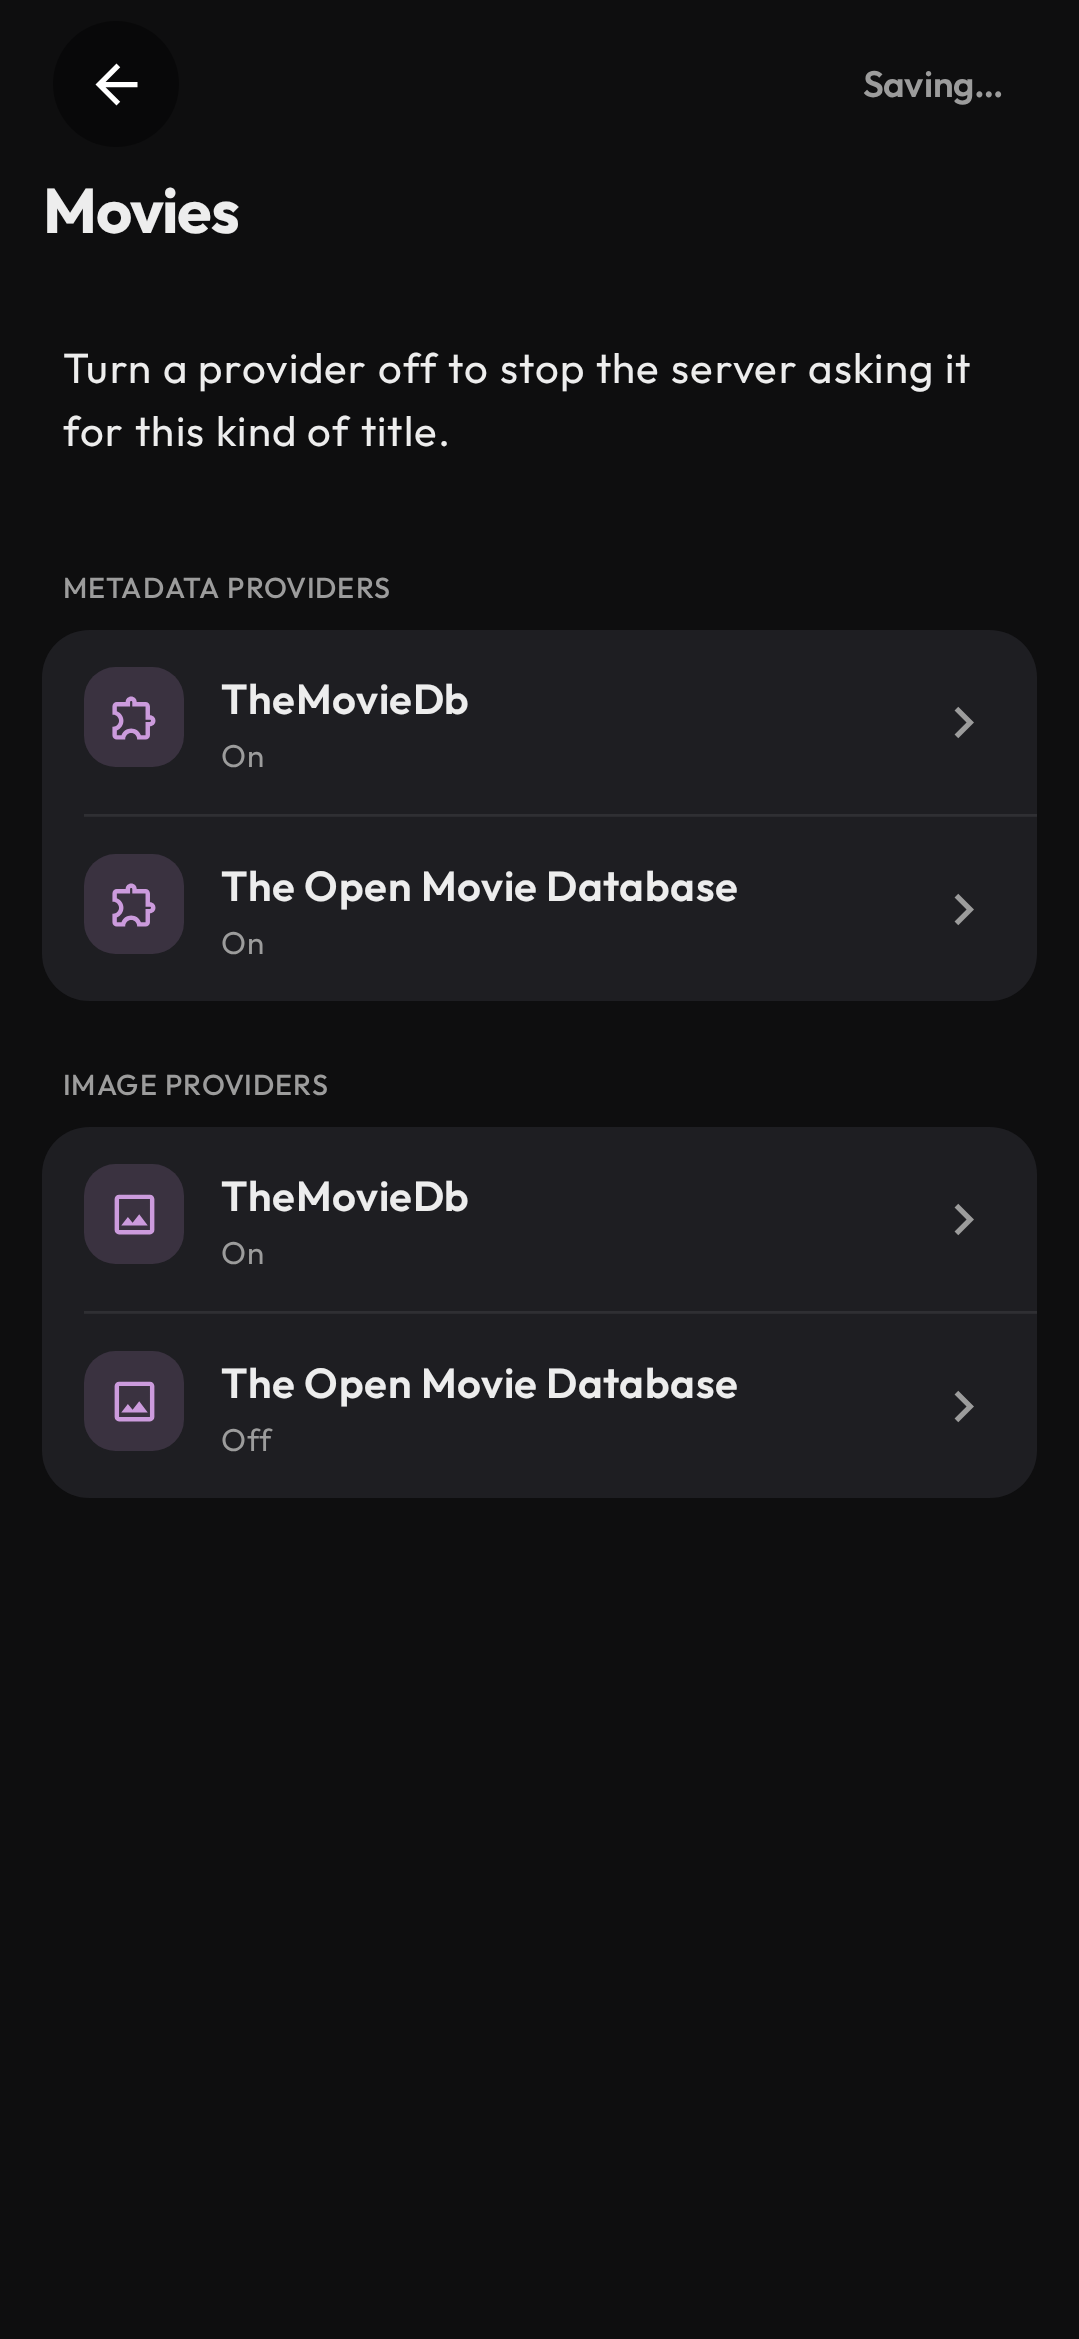 Saving...
Movies
Turn a provider off to stop the server asking it
for this kind of title.
METADATA PROVIDERS
TheMovieDb
On
The Open Movie Database
On
IMAGE PROVIDERS
TheMovieDb
On
The Open Movie Database
Off